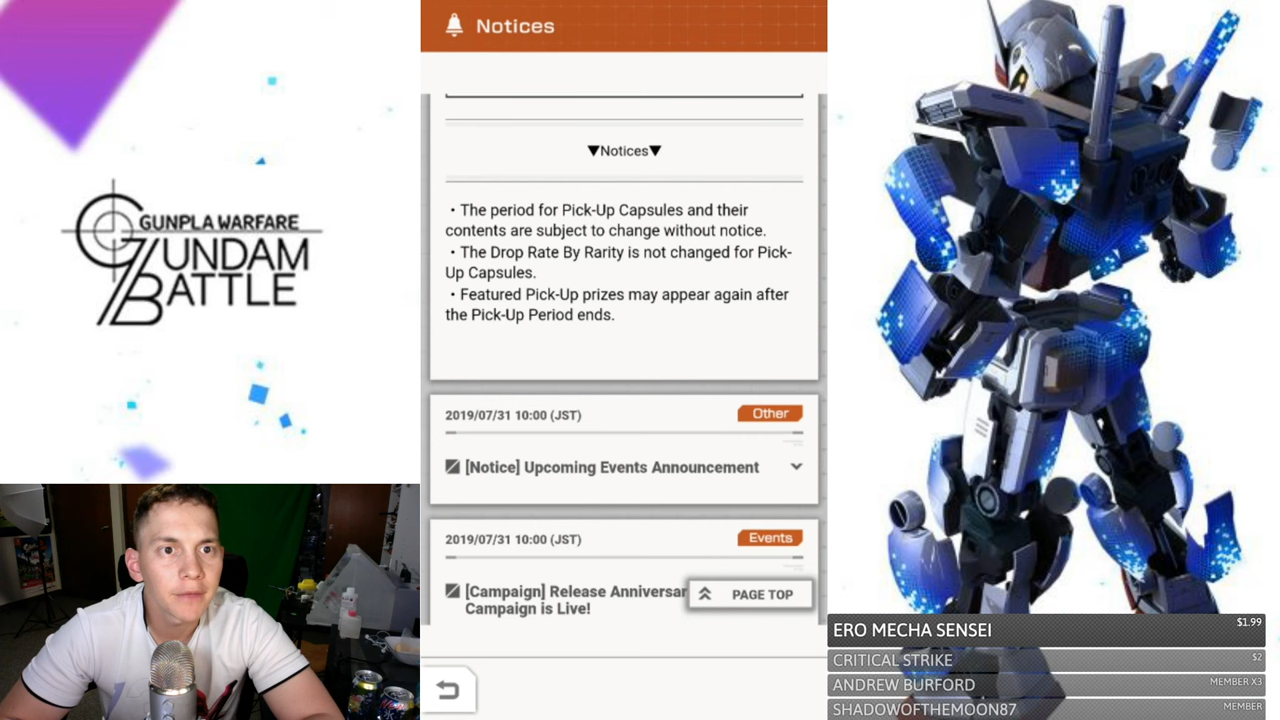 GUNPLA WARFARE
GUNDAM
BATTLE
Notices
▼Notices▼
・The period for Pick-Up Capsules and their
contents are subject to change without notice.
・The Drop Rate By Rarity is not changed for Pick-
Up Capsules.
・Featured Pick-Up prizes may appear again after
the Pick-Up Period ends.
2019/07/31 10:00 (JST)
Other
[Notice] Upcoming Events Announcement
2019/07/31 10:00 (JST)
Events
[Campaign] Release Anniversar
Campaign is Live!
PAGE TOP
ERO MECHA SENSEI $1.99
CRITICAL STRIKE $2
ANDREW BURFORD MEMBER X3
SHADOWOFTHEMOON87 MEMBER